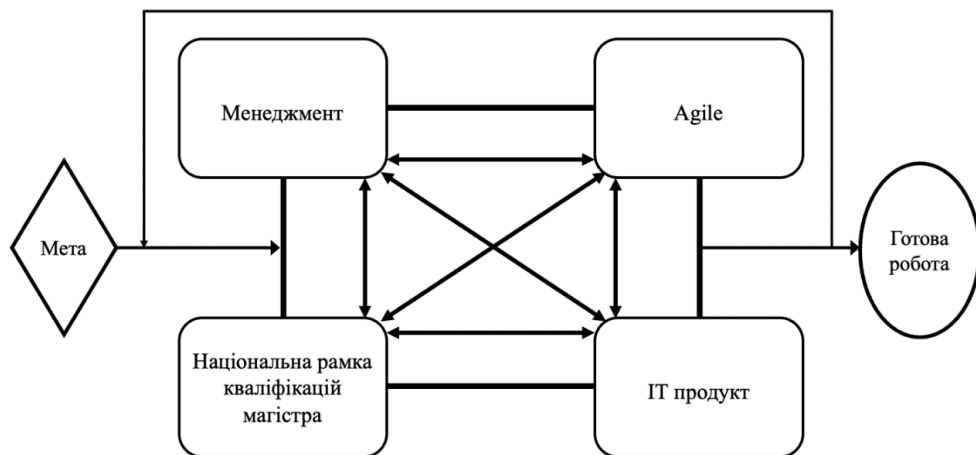 Менеджмент
Agile
Мета
Готова
робота
Національна рамка
кваліфікацій
магістра
ІТ продукт